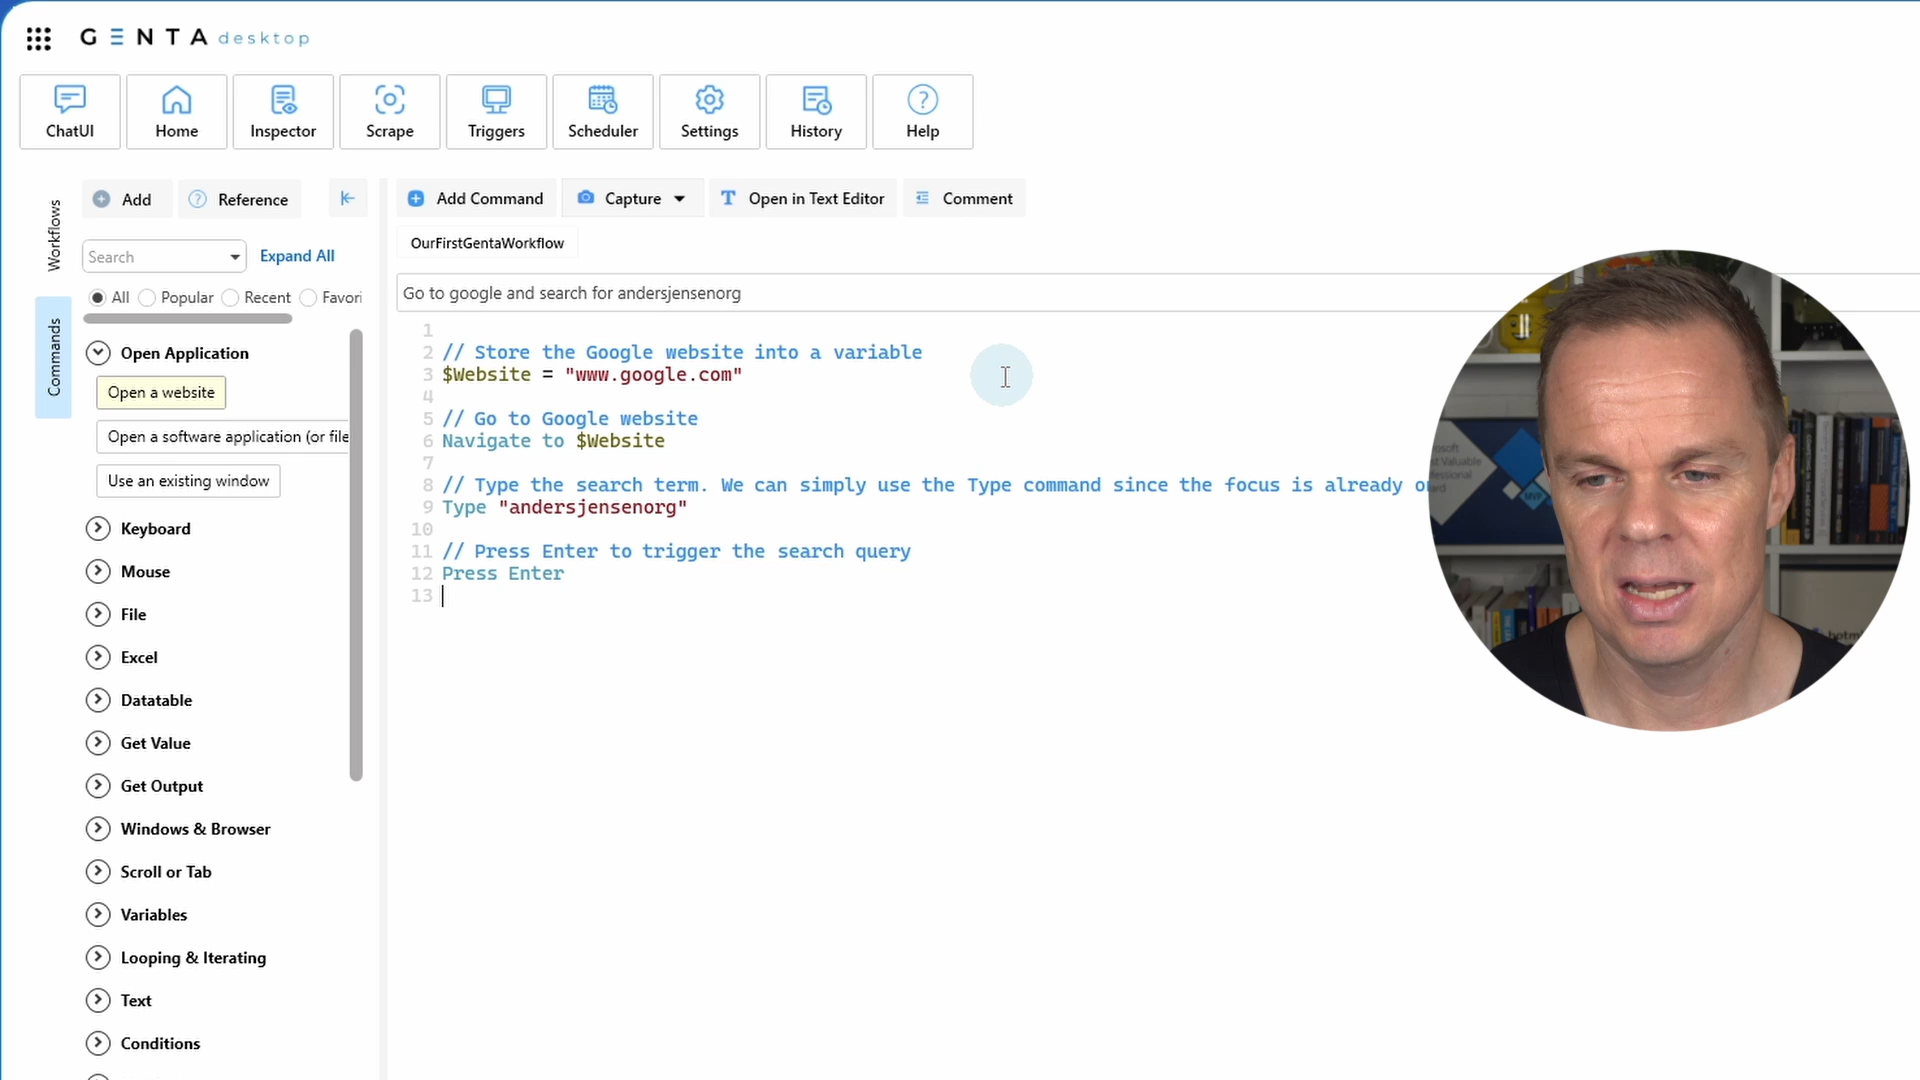 GENTA desktop
ChatUI
Home
Inspector
Scrape
Triggers
Scheduler
Settings
History
Help
Workflows
Commands
Add
Reference
Search
Expand All
All
Popular
Recent
Favori
Open Application
Open a website
Open a software application (or file
Use an existing window
Keyboard
Mouse
File
Excel
Datatable
Get Value
Get Output
Windows & Browser
Scroll or Tab
Variables
Looping & Iterating
Text
Conditions
Add Command
Capture
Open in Text Editor
Comment
OurFirstGentaWorkflow
Go to google and search for andersjensenorg
1
2 // Store the Google website into a variable
3 $Website = "www.google.com"
4
5 // Go to Google website
6 Navigate to $Website
7
8 // Type the search term. We can simply use the Type command since the focus is already
9 Type "andersjensenorg"
10
11 // Press Enter to trigger the search query
12 Press Enter
13
MVP